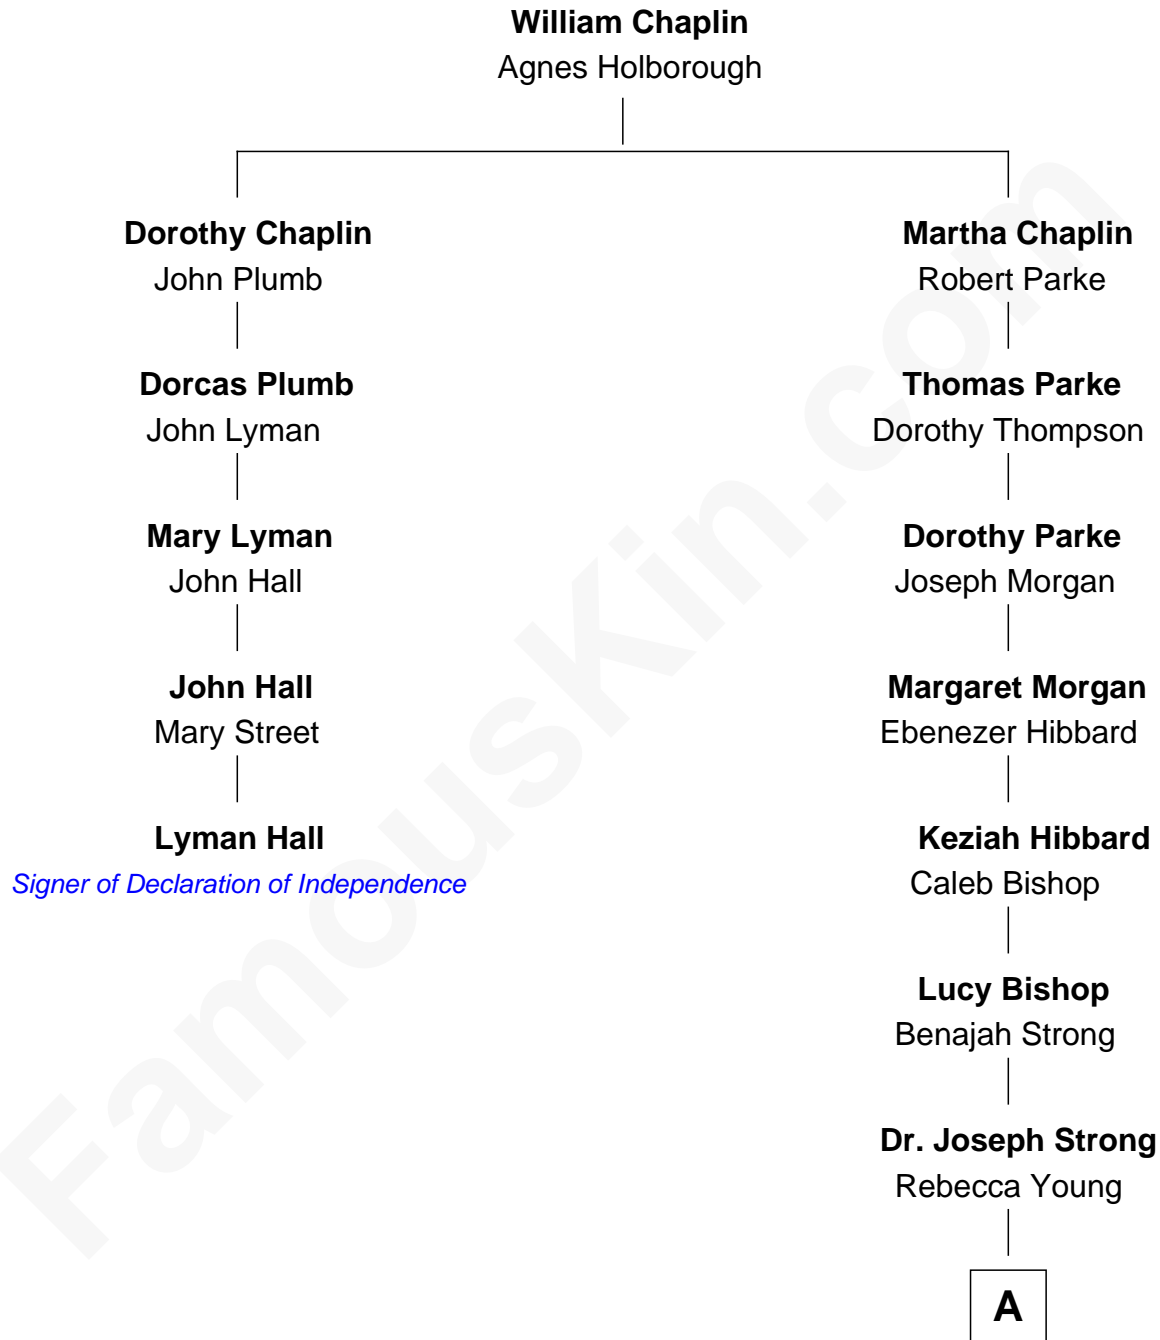 William Chaplin
Agnes Holborough
Dorothy Chaplin
John Plumb
Dorcas Plumb
John Lyman
Mary Lyman
John Hall
John Hall
Mary Street
Lyman Hall
Signer of Declaration of Independence
Martha Chaplin
Robert Parke
Thomas Parke
Dorothy Thompson
Dorothy Parke
Joseph Morgan
Margaret Morgan
Ebenezer Hibbard
Keziah Hibbard
Caleb Bishop
Lucy Bishop
Benajah Strong
Dr. Joseph Strong
Rebecca Young
A
FamousKin.com